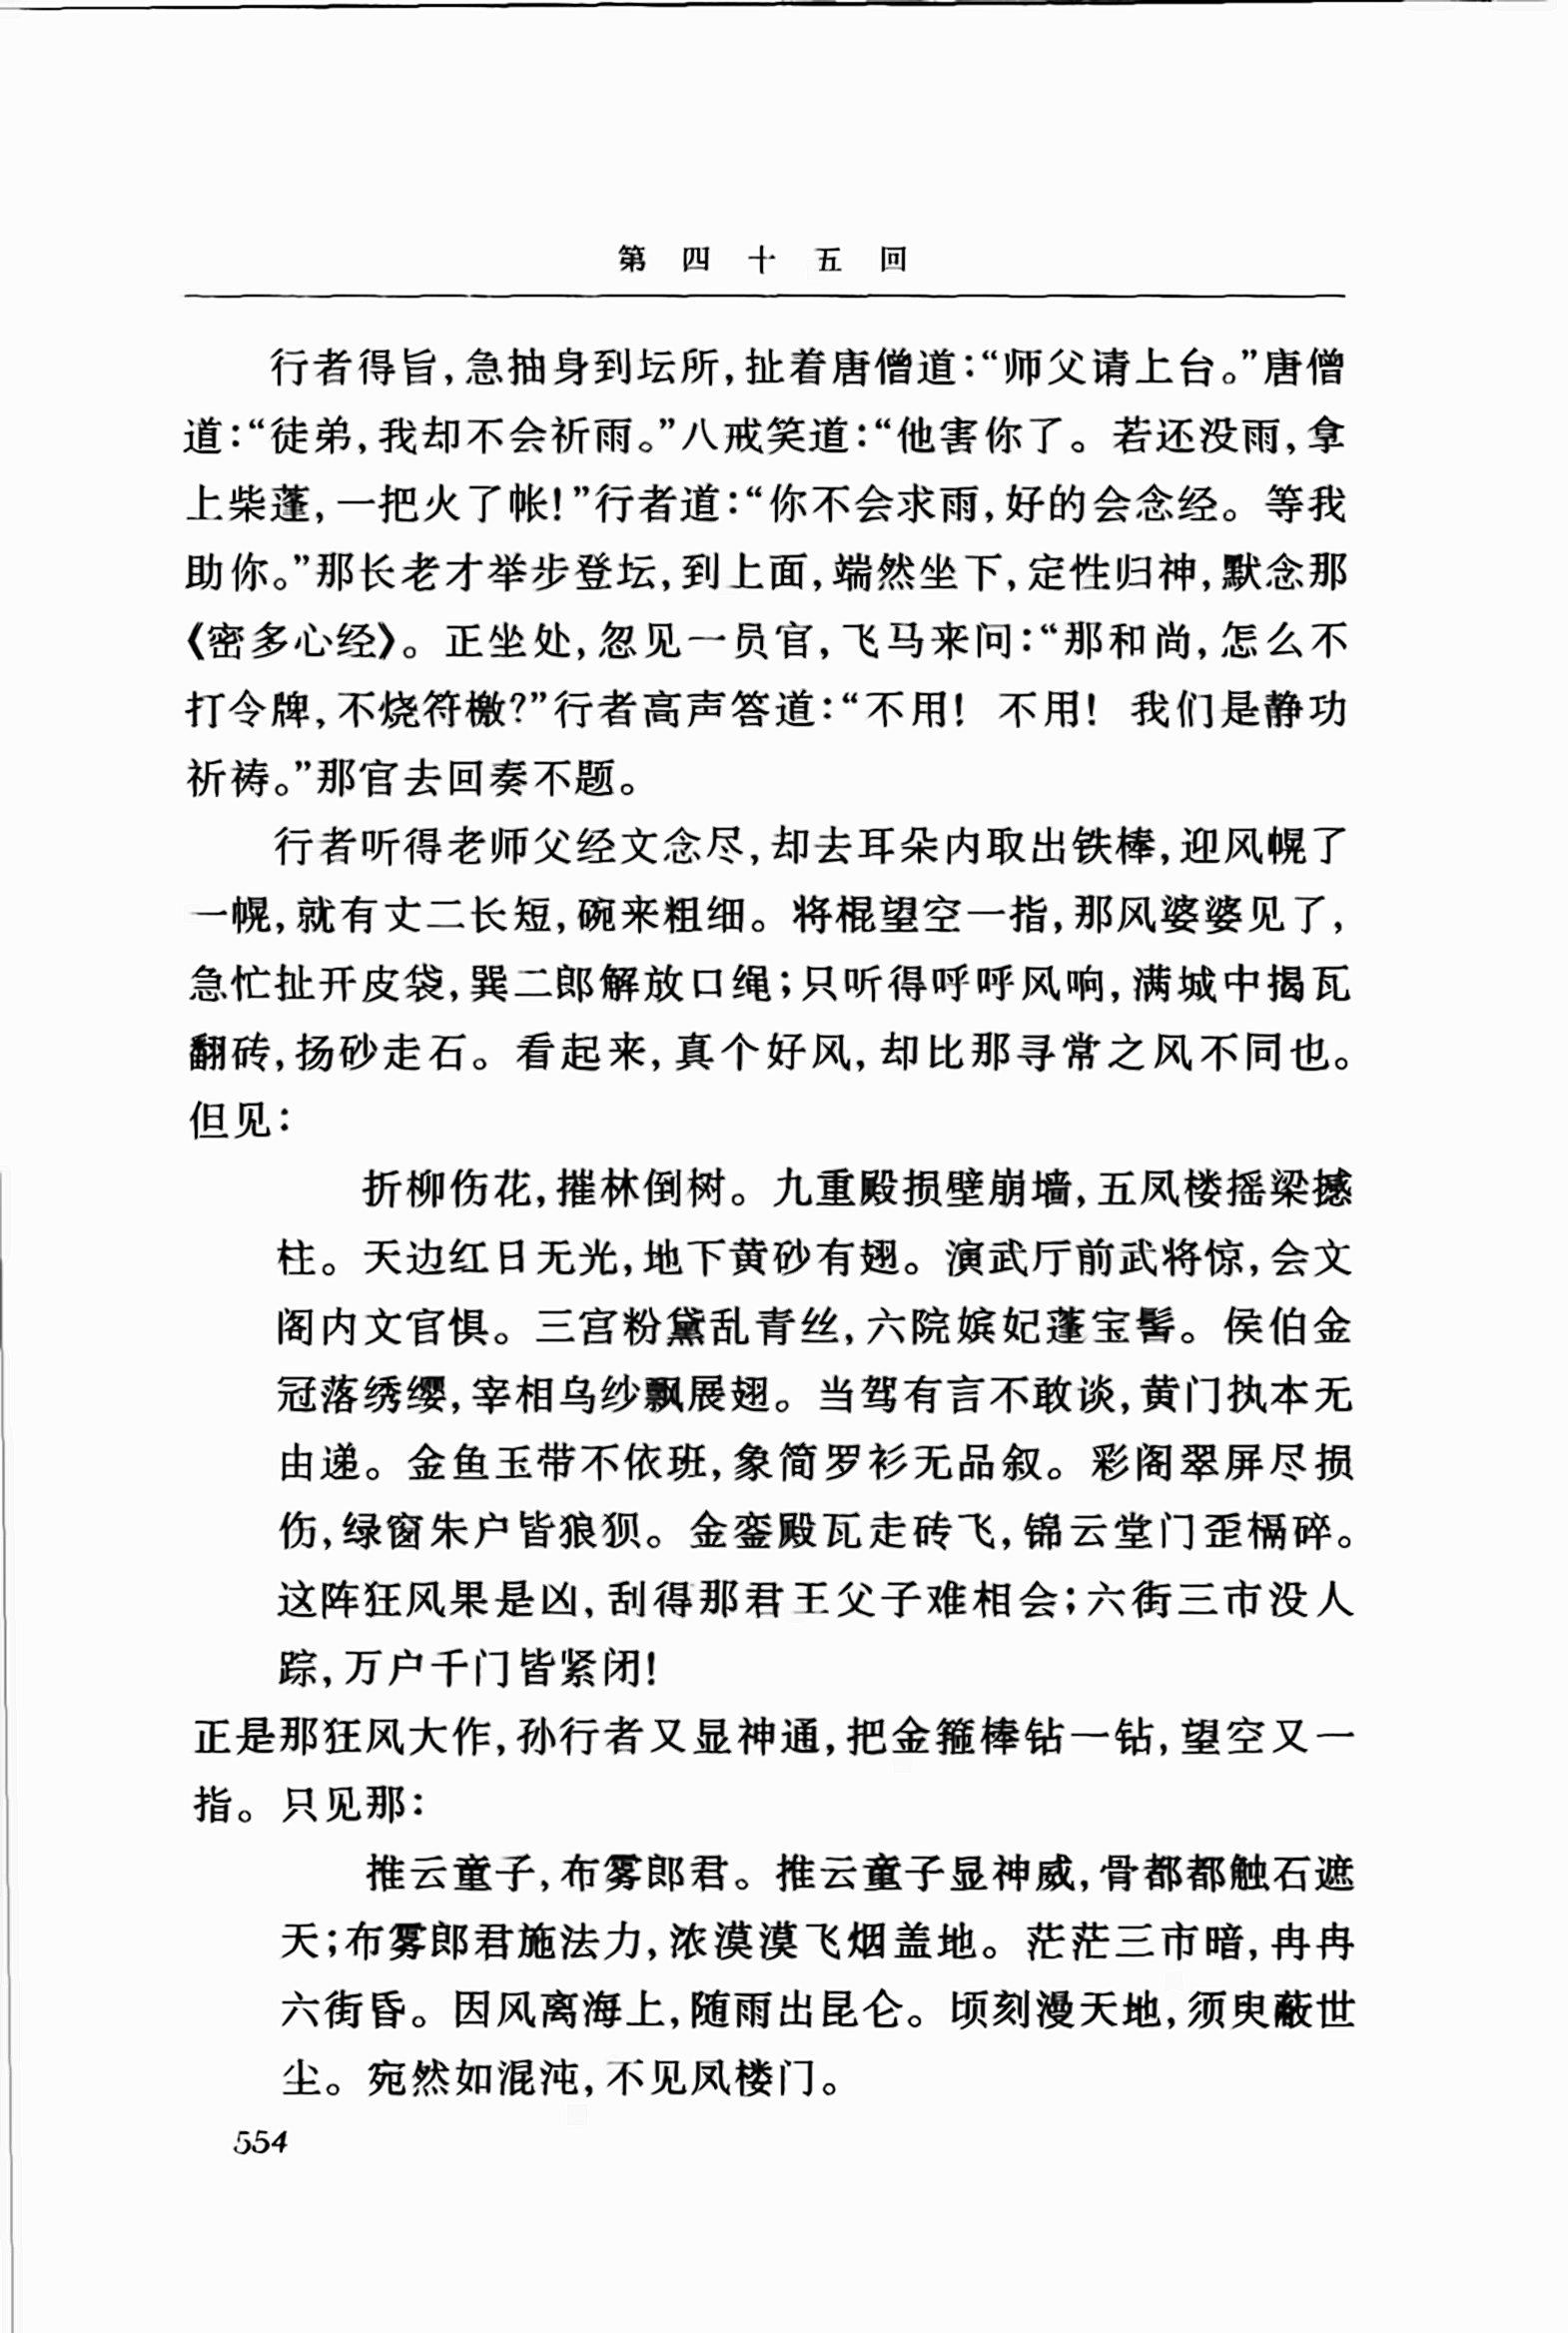 第四十五回
行者得旨,急抽身到坛所,扯着唐僧道:“师父请上台。”唐僧
道:“徒弟,我却不会祈雨。”八戒笑道:“他害你了。若还没雨,拿
上柴蓬,一把火了帐!”行者道:“你不会求雨,好的会念经。等我
助你。”那长老才举步登坛,到上面,端然坐下,定性归神,默念那
《密多心经》。正坐处,忽见一员官,飞马来问:“那和尚,怎么不
打令牌,不烧符檄?”行者高声答道:“不用!不用!我们是静功
祈祷。”那官去回奏不题。
行者听得老师父经文念尽,却去耳朵内取出铁棒,迎风幌了
一幌,就有丈二长短,碗来粗细。将棍望空一指,那风婆婆见了,
急忙扯开皮袋,巽二郎解放口绳;只听得呼呼风响,满城中揭瓦
翻砖,扬砂走石。看起来,真个好风,却比那寻常之风不同也。
但见:
折柳伤花,摧林倒树。九重殿损壁崩墙,五凤楼摇梁撼
柱。天边红日无光,地下黄砂有翅。演武厅前武将惊,会文
阁内文官惧。三宫粉黛乱青丝,六院嫔妃蓬宝髻。侯伯金
冠落绣缨,宰相乌纱飘展翅。当驾有言不敢谈,黄门执本无
由递。金鱼玉带不依班,象简罗衫无品叙。彩阁翠屏尽损
伤,绿窗朱户皆狼狈。金銮殿瓦走砖飞,锦云堂门歪槅碎。
这阵狂风果是凶,刮得那君王父子难相会;六街三市没人
踪,万户千门皆紧闭!
正是那狂风大作,孙行者又显神通,把金箍棒钻一钻,望空又一
指。只见那:
推云童子,布雾郎君。推云童子显神威,骨都都触石遮
天;布雾郎君施法力,浓漠漠飞烟盖地。茫茫三市暗,冉冉
六街昏。因风离海上,随雨出昆仑。顷刻漫天地,须臾蔽世
尘。宛然如混沌,不见凤楼门。
554